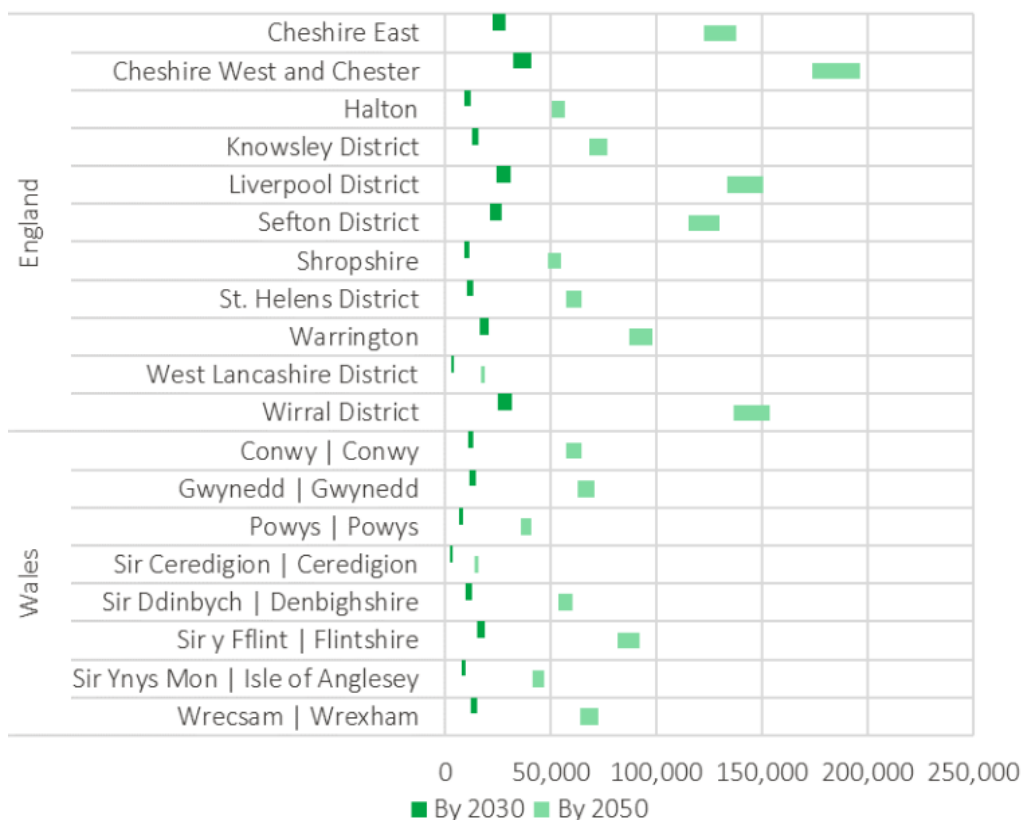 England
Cheshire East
Cheshire West and Chester
Halton
Knowsley District
Liverpool District
Sefton District
Shropshire
St. Helens District
Warrington
West Lancashire District
Wirral District
Wales
Conwy | Conwy
Gwynedd | Gwynedd
Powys | Powys
Sir Ceredigion | Ceredigion
Sir Ddinbych | Denbighshire
Sir y Fflint | Flintshire
Sir Ynys Mon | Isle of Anglesey
Wrecsam | Wrexham
0 50,000 100,000 150,000 200,000 250,000
By 2030 By 2050